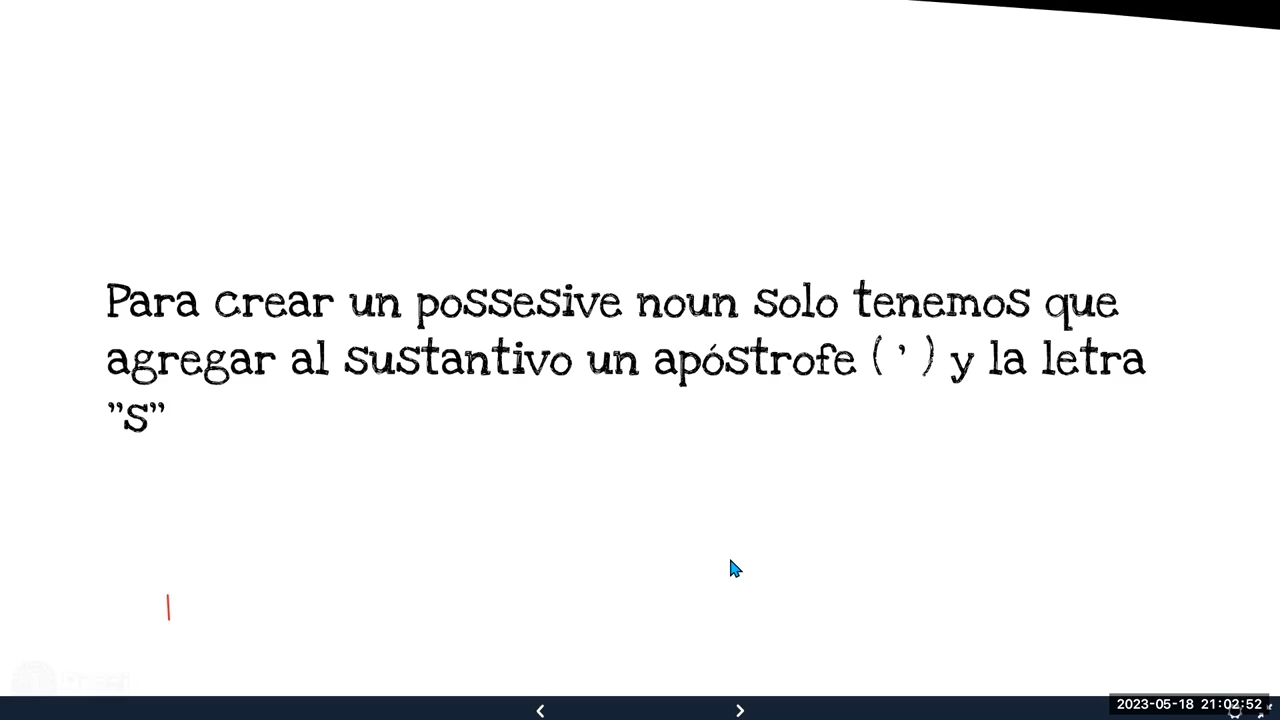 Para crear un possesive noun solo tenemos que
agregar al sustantivo un apóstrofe ( ’ ) y la letra
”s”
Prezi
2023-05-18 21:02:52